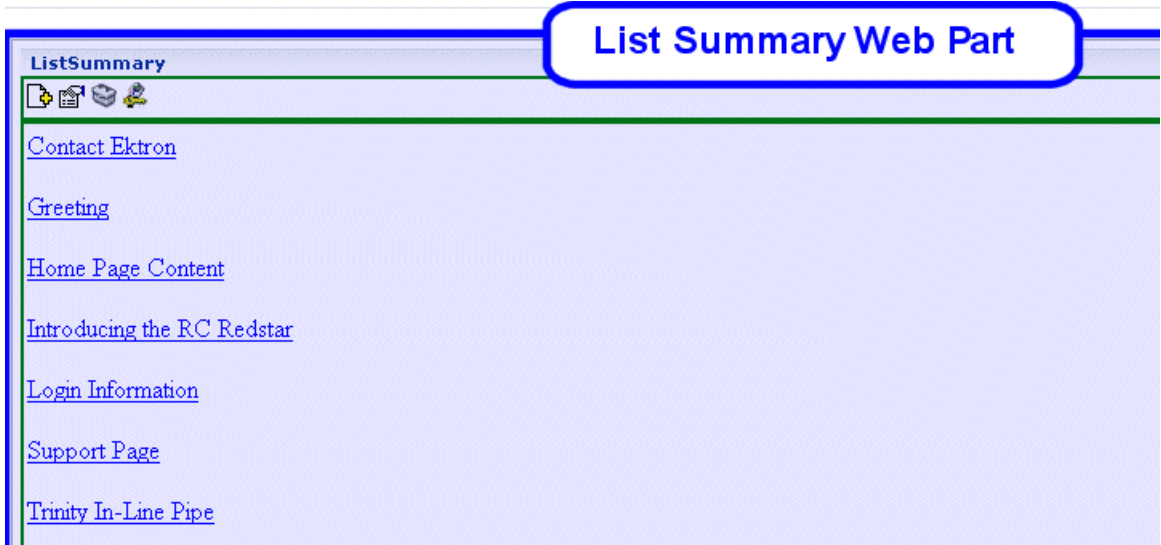 List Summary Web Part
ListSummary
Contact Ektron
Greeting
Home Page Content
Introducing the RC Redstar
Login Information
Support Page
Trinity In-Line Pipe